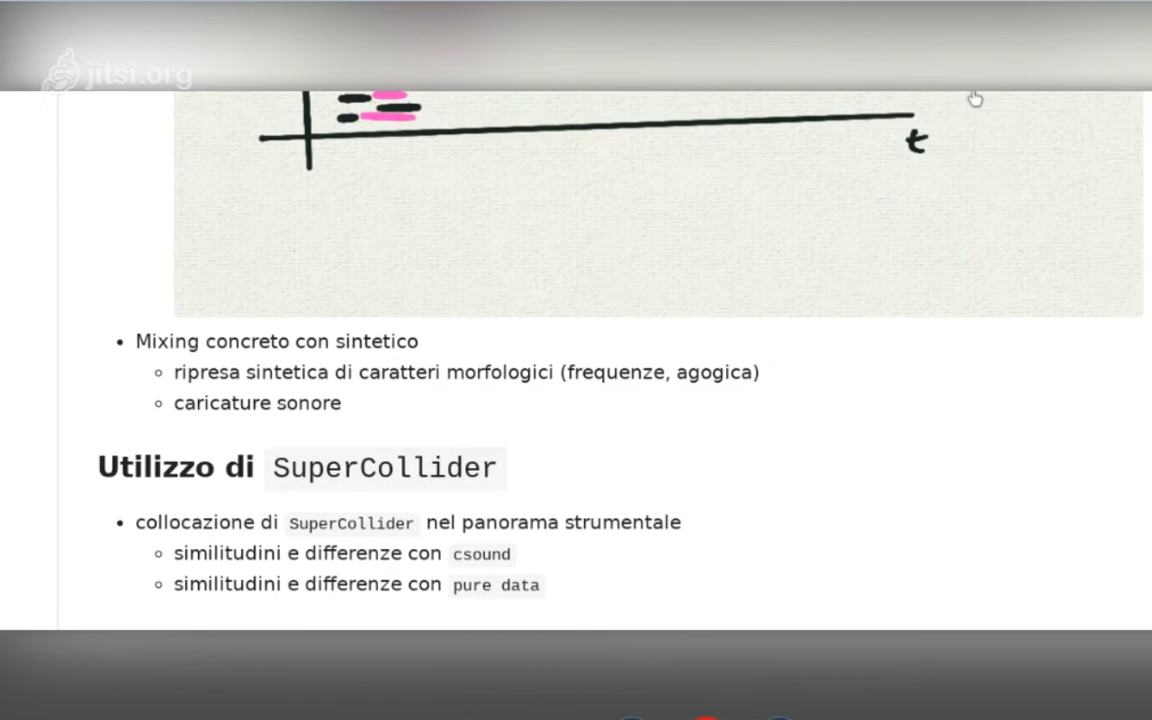 jitsi.org
t
Mixing concreto con sintetico
ripresa sintetica di caratteri morfologici (frequenze, agogica)
caricature sonore
Utilizzo di SuperCollider
collocazione di SuperCollider nel panorama strumentale
similitudini e differenze con csound
similitudini e differenze con pure data